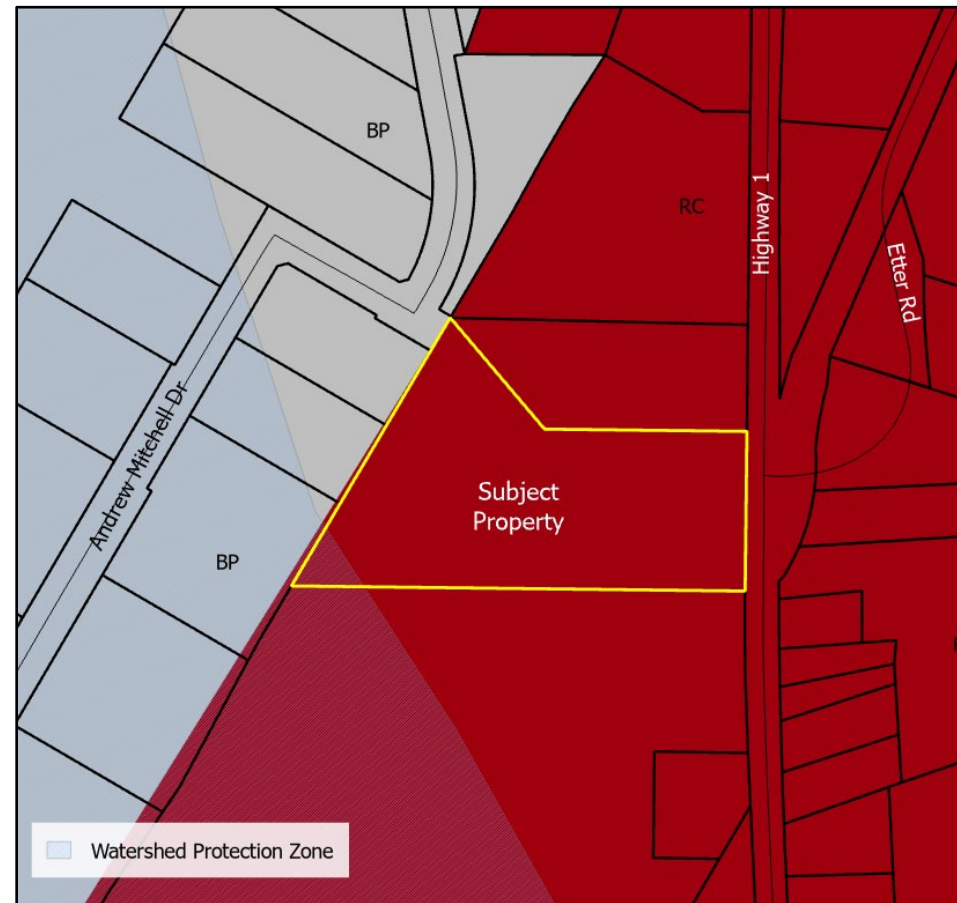 BP
RC
Highway 1
Etter Rd
Andrew Mitchell Dr
Subject
Property
BP
Watershed Protection Zone